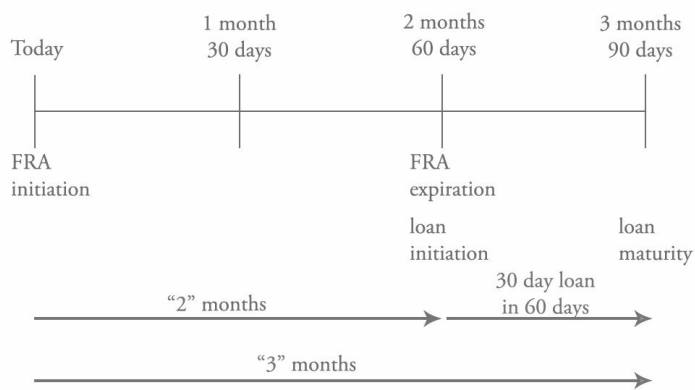 Today
1 month
30 days
2 months
60 days
3 months
90 days
FRA
initiation
FRA
expiration
loan
initiation
loan
maturity
30 day loan
in 60 days
“2” months
“3” months